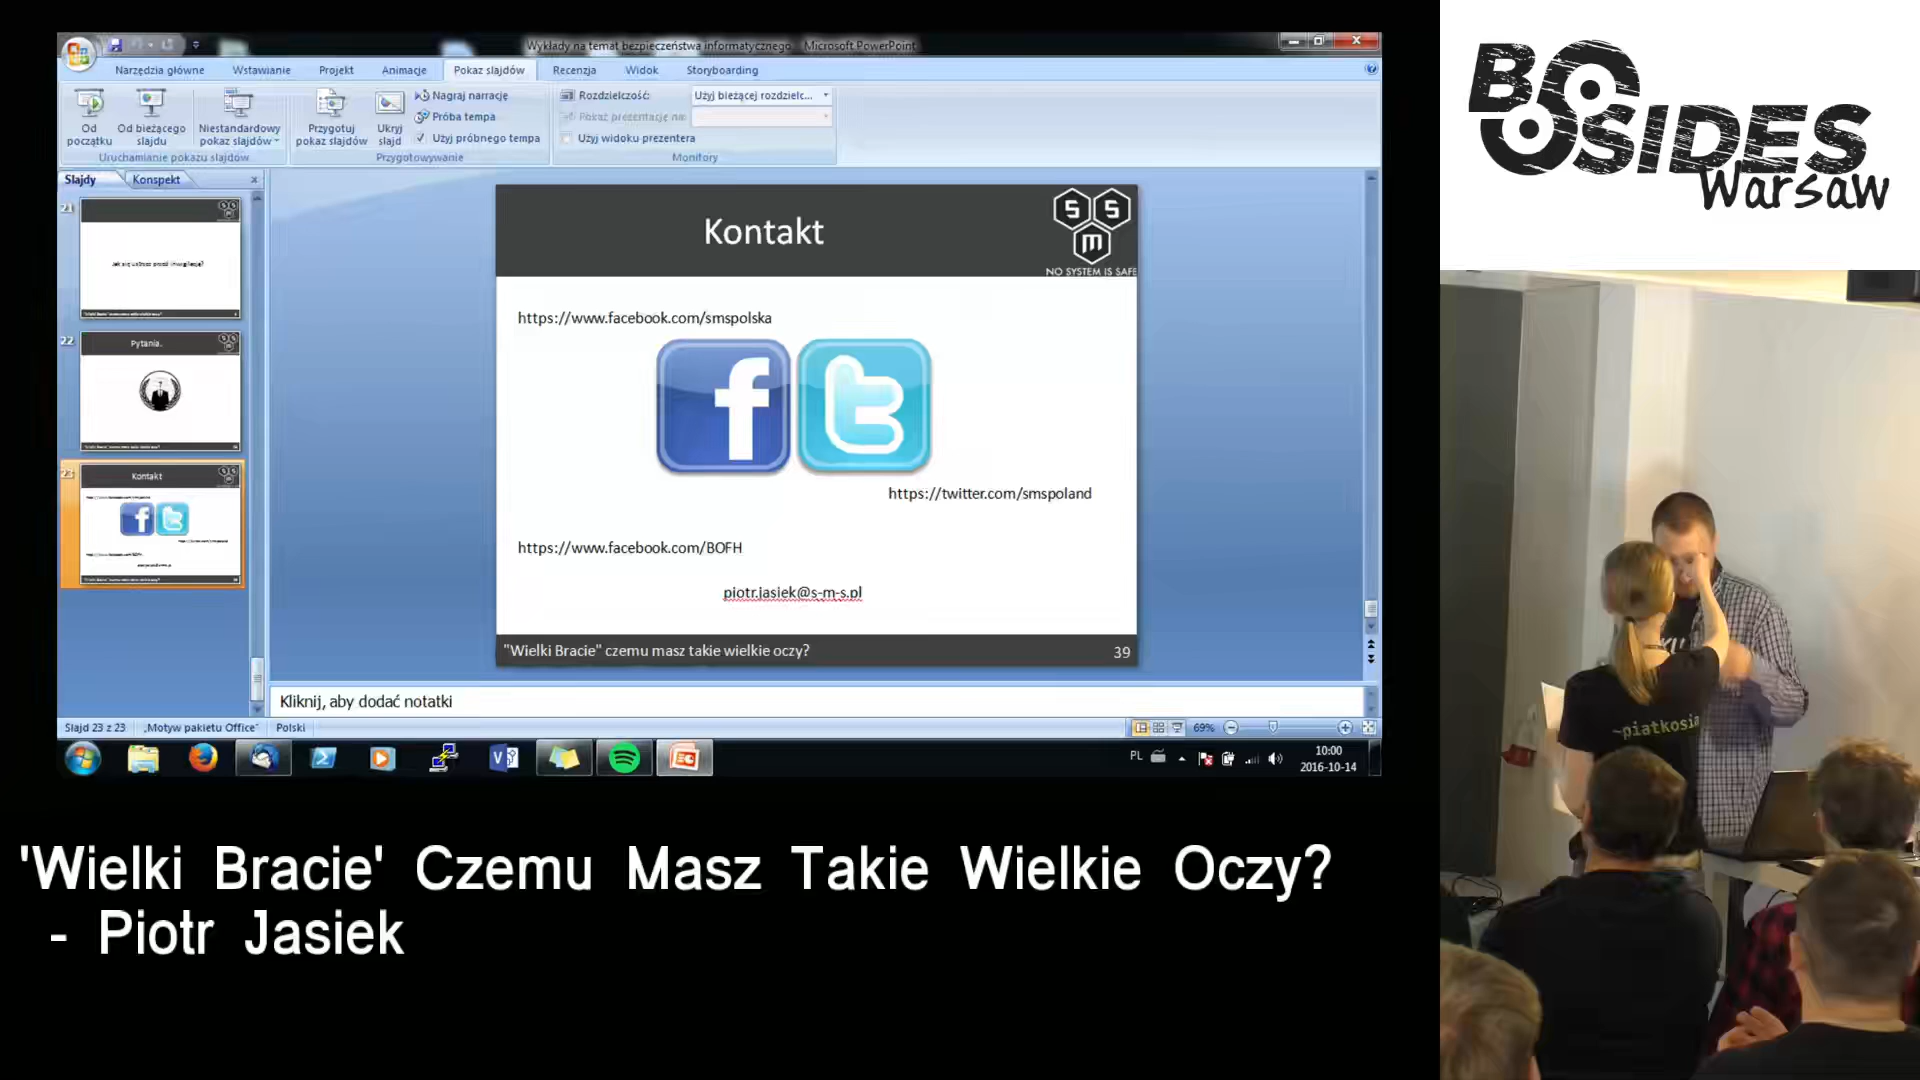 Wykłady na temat bezpieczeństwa informatycznego - Microsoft PowerPoint
Narzędzia główne Wstawianie Projekt Animacje Pokaz slajdów Recenzja Widok Storyboarding
Od początku
Od bieżącego slajdu
Niestandardowy pokaz slajdów
Uruchamianie pokazu slajdów
Przygotuj pokaz slajdów
Ukryj slajd
Nagraj narrację
Próba tempa
Użyj próbnego tempa
Przygotowywanie
Rozdzielczość: Użyj bieżącej rozdzielc...
Pokaż prezentację na:
Użyj widoku prezentera
Monitory
Slajdy Konspekt
21
22
Pytania.
23
Kontakt
Kontakt
S S
m
NO SYSTEM IS SAFE
https://www.facebook.com/smspolska
f t
https://twitter.com/smspoland
https://www.facebook.com/BOFH
piotr.jasiek@s-m-s.pl
"Wielki Bracie" czemu masz takie wielkie oczy? 39
Kliknij, aby dodać notatki
Slajd 23 z 23 „Motyw pakietu Office" Polski 69%
PL 10:00
2016-10-14
'Wielki Bracie' Czemu Masz Takie Wielkie Oczy?
- Piotr Jasiek
BSIDES
Warsaw
~piatkosia